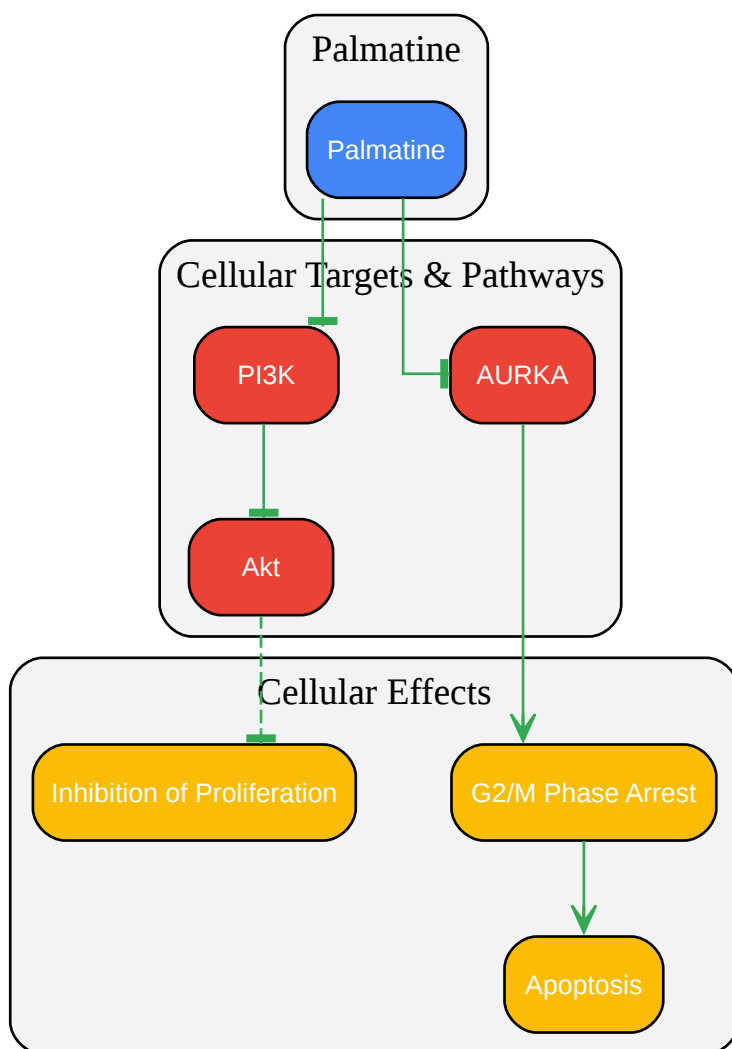 Palmatine
Palmatine
Cellular Targets & Pathways
PI3K
AURKA
Akt
Cellular Effects
Inhibition of Proliferation
G2/M Phase Arrest
Apoptosis